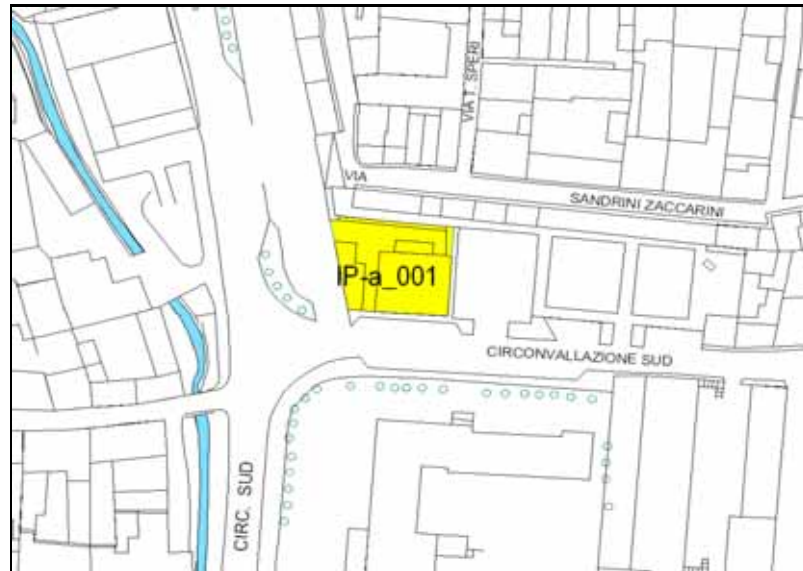 VIA T. SPERI
VIA
SANDRINI ZACCARINI
IP-a_001
CIRCONVALLAZIONE SUD
CIRC. SUD